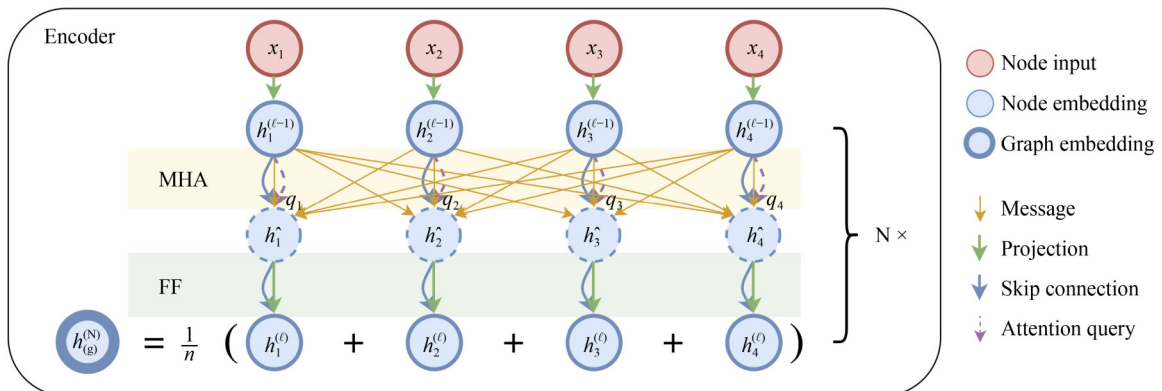 Encoder
x₁ x₂ x₃ x₄
h₁^(ℓ−1) h₂^(ℓ−1) h₃^(ℓ−1) h₄^(ℓ−1)
MHA
q₁ q₂ q₃ q₄
ĥ₁ ĥ₂ ĥ₃ ĥ₄
N ×
FF
h_(g)^(N) = 1/n ( h₁^(ℓ) + h₂^(ℓ) + h₃^(ℓ) + h₄^(ℓ) )
Node input
Node embedding
Graph embedding
Message
Projection
Skip connection
Attention query